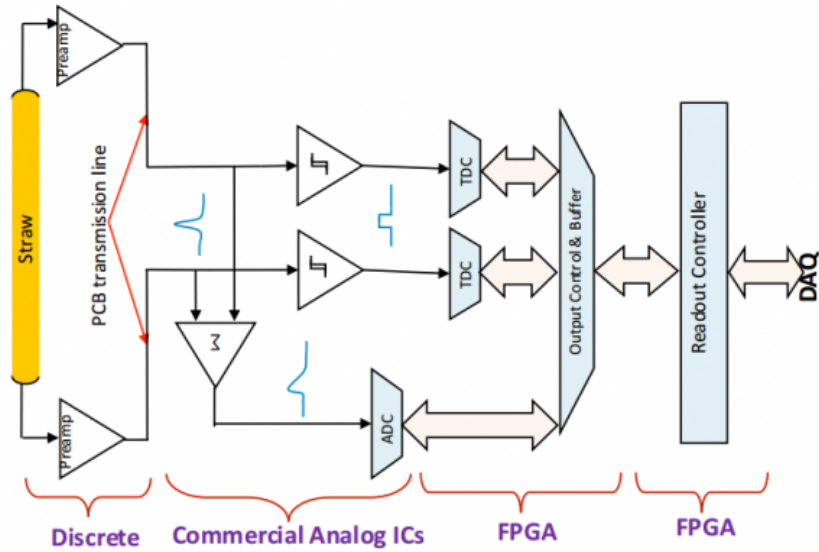 Preamp
TDC
PCB transmission line
Straw
TDC
Output Control & Buffer
Readout Controller
DAQ
Σ
ADC
Preamp
Discrete
Commercial Analog ICs
FPGA
FPGA